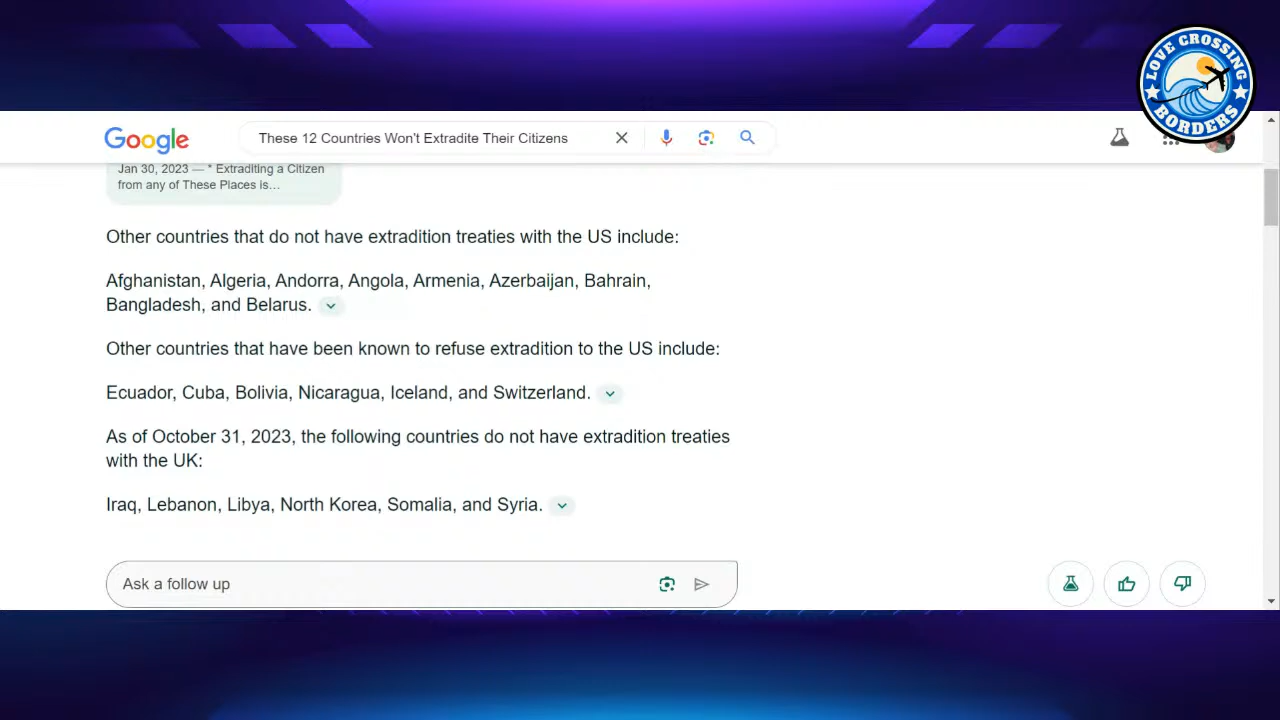 LOVE CROSSING
BORDERS
Google
These 12 Countries Won't Extradite Their Citizens
Jan 30, 2023 — " Extraditing a Citizen
from any of These Places is...
Other countries that do not have extradition treaties with the US include:
Afghanistan, Algeria, Andorra, Angola, Armenia, Azerbaijan, Bahrain,
Bangladesh, and Belarus.
Other countries that have been known to refuse extradition to the US include:
Ecuador, Cuba, Bolivia, Nicaragua, Iceland, and Switzerland.
As of October 31, 2023, the following countries do not have extradition treaties
with the UK:
Iraq, Lebanon, Libya, North Korea, Somalia, and Syria.
Ask a follow up